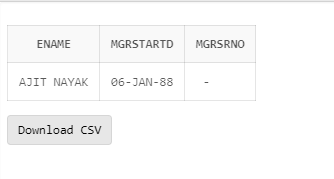 ENAME MGRSTARTD MGRSRNO
AJIT NAYAK 06-JAN-88 -
Download CSV